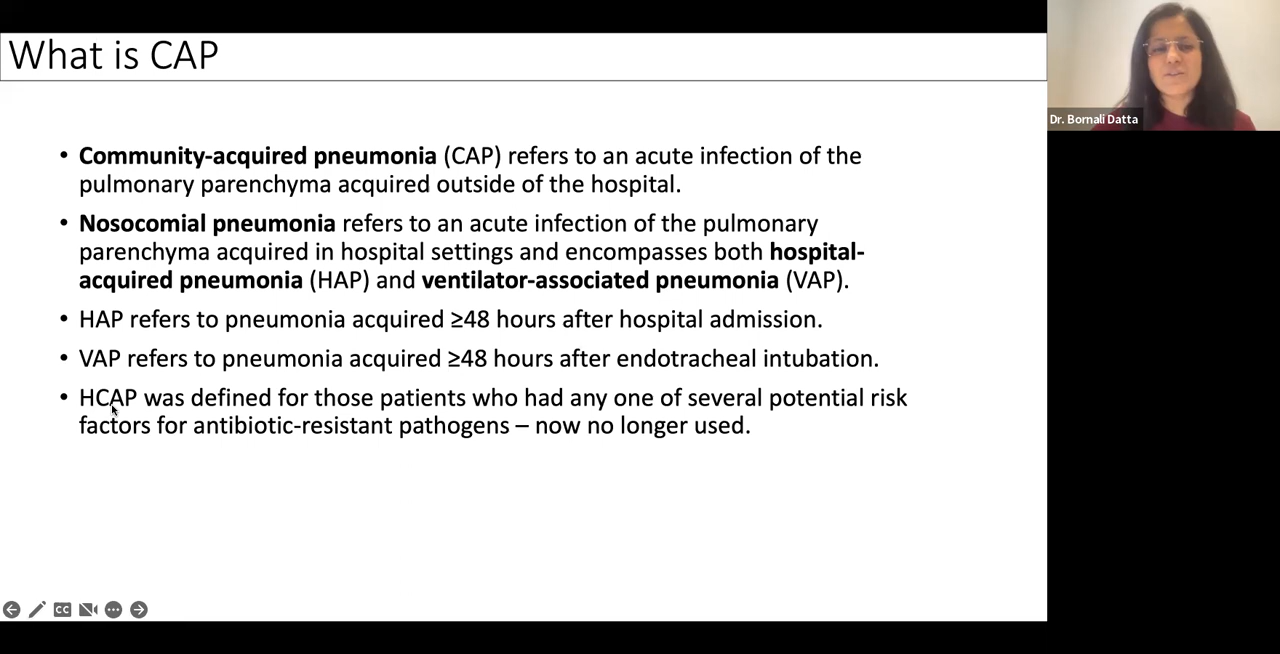 What is CAP
Dr. Bornali Datta
• Community-acquired pneumonia (CAP) refers to an acute infection of the
pulmonary parenchyma acquired outside of the hospital.
• Nosocomial pneumonia refers to an acute infection of the pulmonary
parenchyma acquired in hospital settings and encompasses both hospital-
acquired pneumonia (HAP) and ventilator-associated pneumonia (VAP).
• HAP refers to pneumonia acquired ≥48 hours after hospital admission.
• VAP refers to pneumonia acquired ≥48 hours after endotracheal intubation.
• HCAP was defined for those patients who had any one of several potential risk
factors for antibiotic-resistant pathogens – now no longer used.
CC